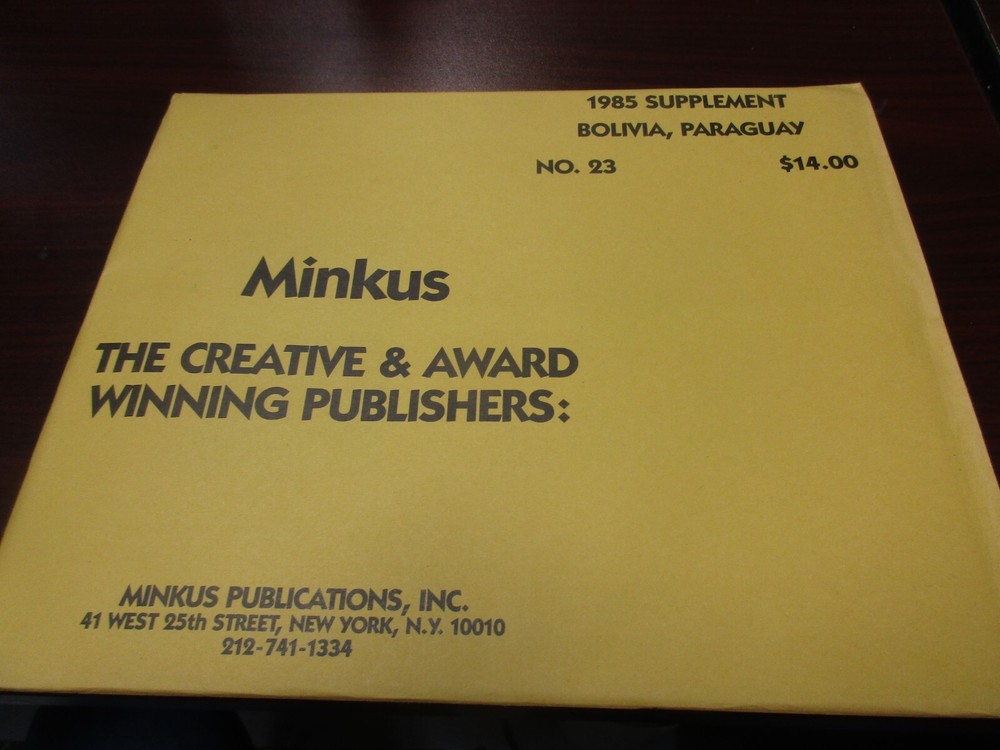 1985 SUPPLEMENT
BOLIVIA, PARAGUAY
NO. 23 $14.00
Minkus
THE CREATIVE & AWARD
WINNING PUBLISHERS:
MINKUS PUBLICATIONS, INC.
41 WEST 25th STREET, NEW YORK, N.Y. 10010
212-741-1334